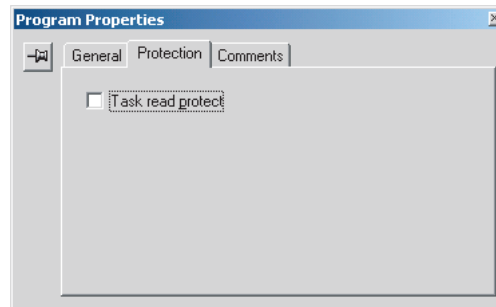 Program Properties
General Protection Comments
Task read protect